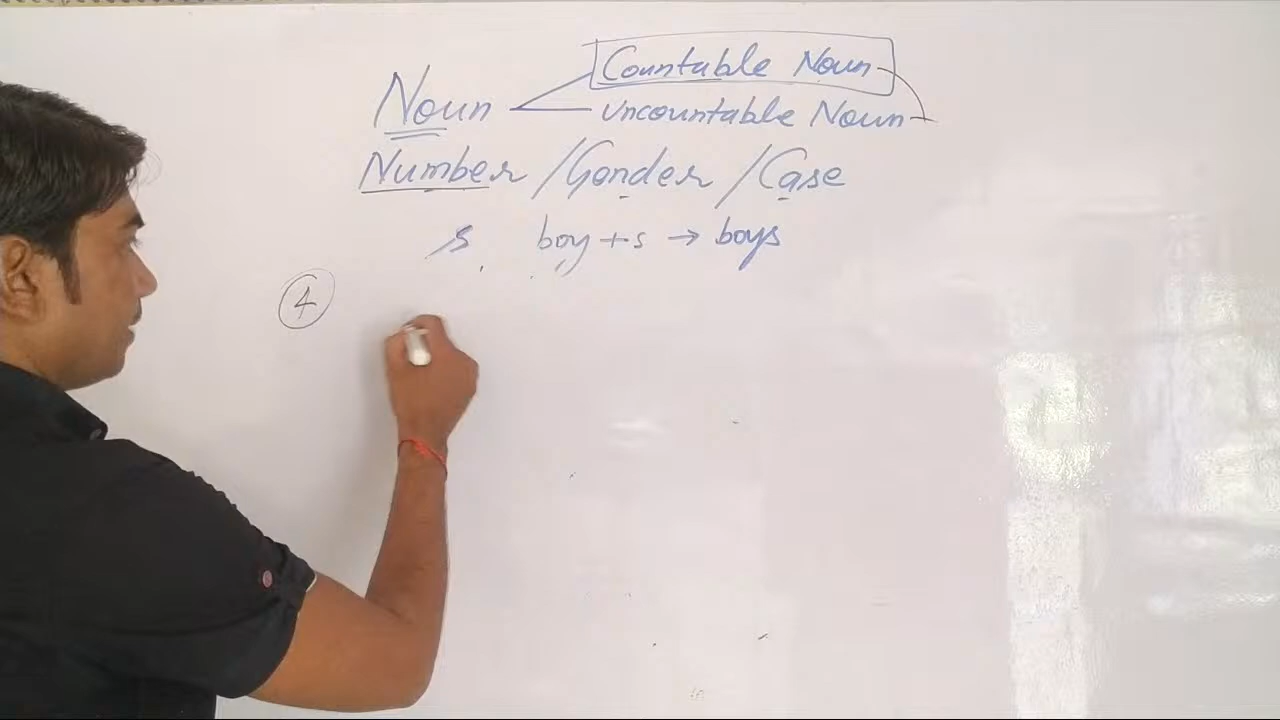 Countable Noun
Noun
Uncountable Noun
Number / Gender / Case
s boy + s → boys
4